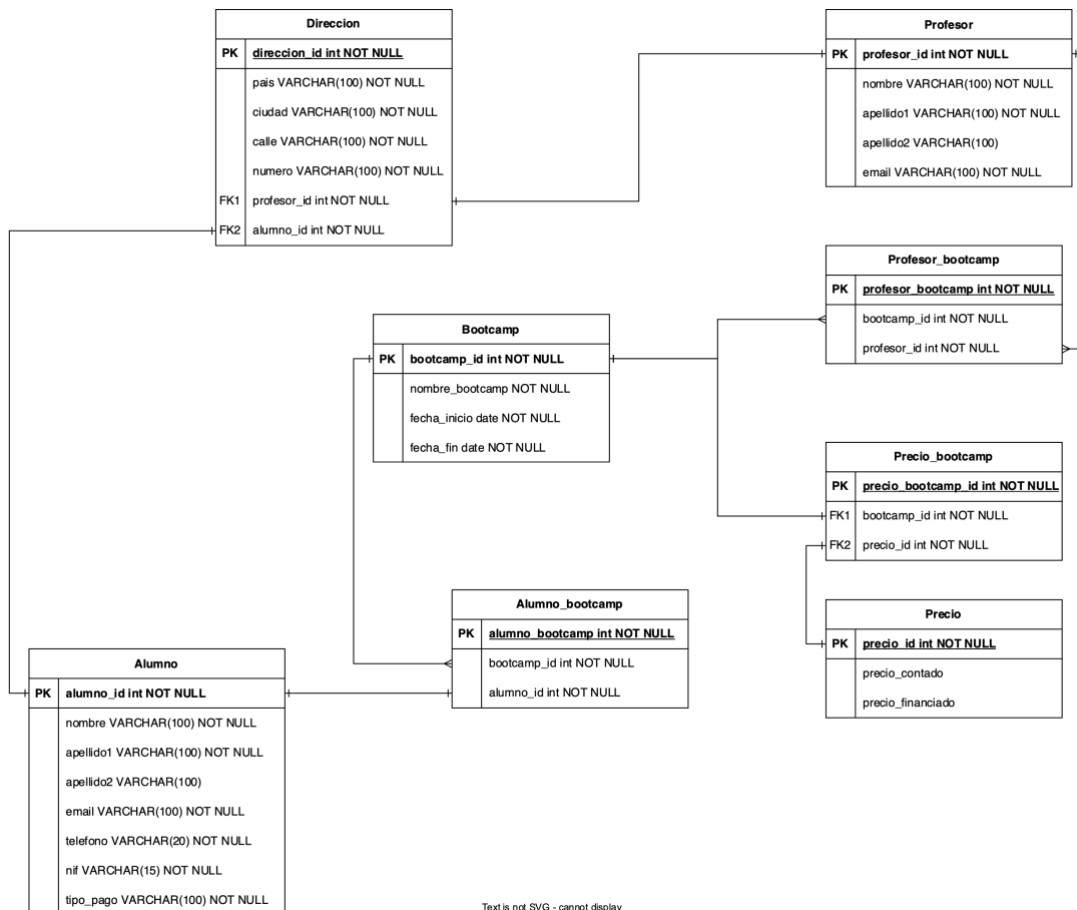 Direccion
PK direccion_id int NOT NULL
pais VARCHAR(100) NOT NULL
ciudad VARCHAR(100) NOT NULL
calle VARCHAR(100) NOT NULL
numero VARCHAR(100) NOT NULL
FK1 profesor_id int NOT NULL
FK2 alumno_id int NOT NULL
Profesor
PK profesor_id int NOT NULL
nombre VARCHAR(100) NOT NULL
apellido1 VARCHAR(100) NOT NULL
apellido2 VARCHAR(100)
email VARCHAR(100) NOT NULL
Profesor_bootcamp
PK profesor_bootcamp int NOT NULL
bootcamp_id int NOT NULL
profesor_id int NOT NULL
Bootcamp
PK bootcamp_id int NOT NULL
nombre_bootcamp NOT NULL
fecha_inicio date NOT NULL
fecha_fin date NOT NULL
Precio_bootcamp
PK precio_bootcamp_id int NOT NULL
FK1 bootcamp_id int NOT NULL
FK2 precio_id int NOT NULL
Alumno_bootcamp
PK alumno_bootcamp int NOT NULL
bootcamp_id int NOT NULL
alumno_id int NOT NULL
Precio
PK precio_id int NOT NULL
precio_contado
precio_financiado
Alumno
PK alumno_id int NOT NULL
nombre VARCHAR(100) NOT NULL
apellido1 VARCHAR(100) NOT NULL
apellido2 VARCHAR(100)
email VARCHAR(100) NOT NULL
telefono VARCHAR(20) NOT NULL
nif VARCHAR(15) NOT NULL
tipo_pago VARCHAR(100) NOT NULL
Text is not SVG - cannot display